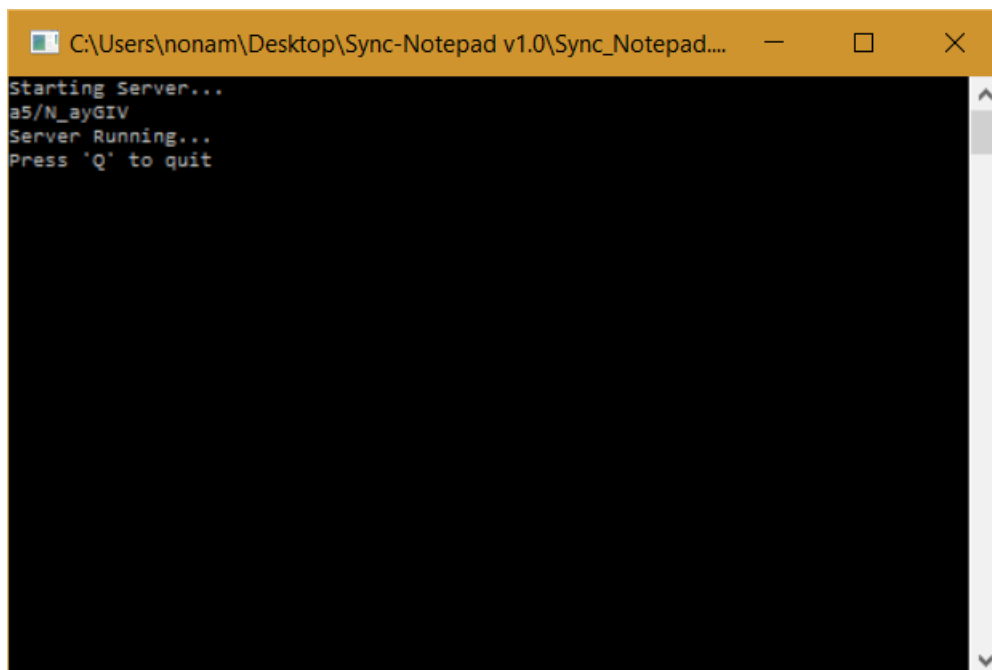 C:\Users\nonam\Desktop\Sync-Notepad v1.0\Sync_Notepad....
Starting Server...
a5/N_ayGIV
Server Running...
Press 'Q' to quit